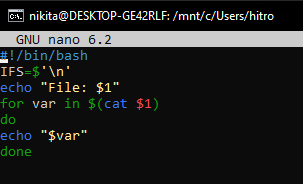 nikita@DESKTOP-GE42RLF: /mnt/c/Users/hitro
GNU nano 6.2
#!/bin/bash
IFS=$'\n'
echo "File: $1"
for var in $(cat $1)
do
echo "$var"
done